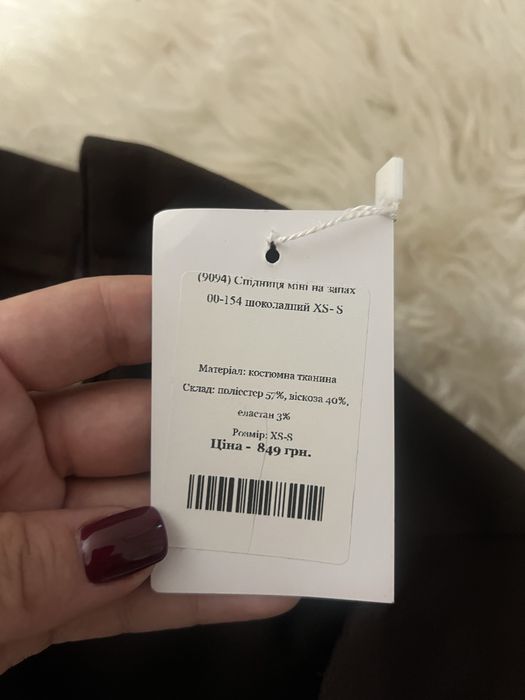 (9094) Спідниця міні на запах
00-154 шоколадний XS- S
Матеріал: костюмна тканина
Склад: поліестер 57%, віскоза 40%,
еластан 3%
Розмір: XS-S
Ціна - 849 грн.